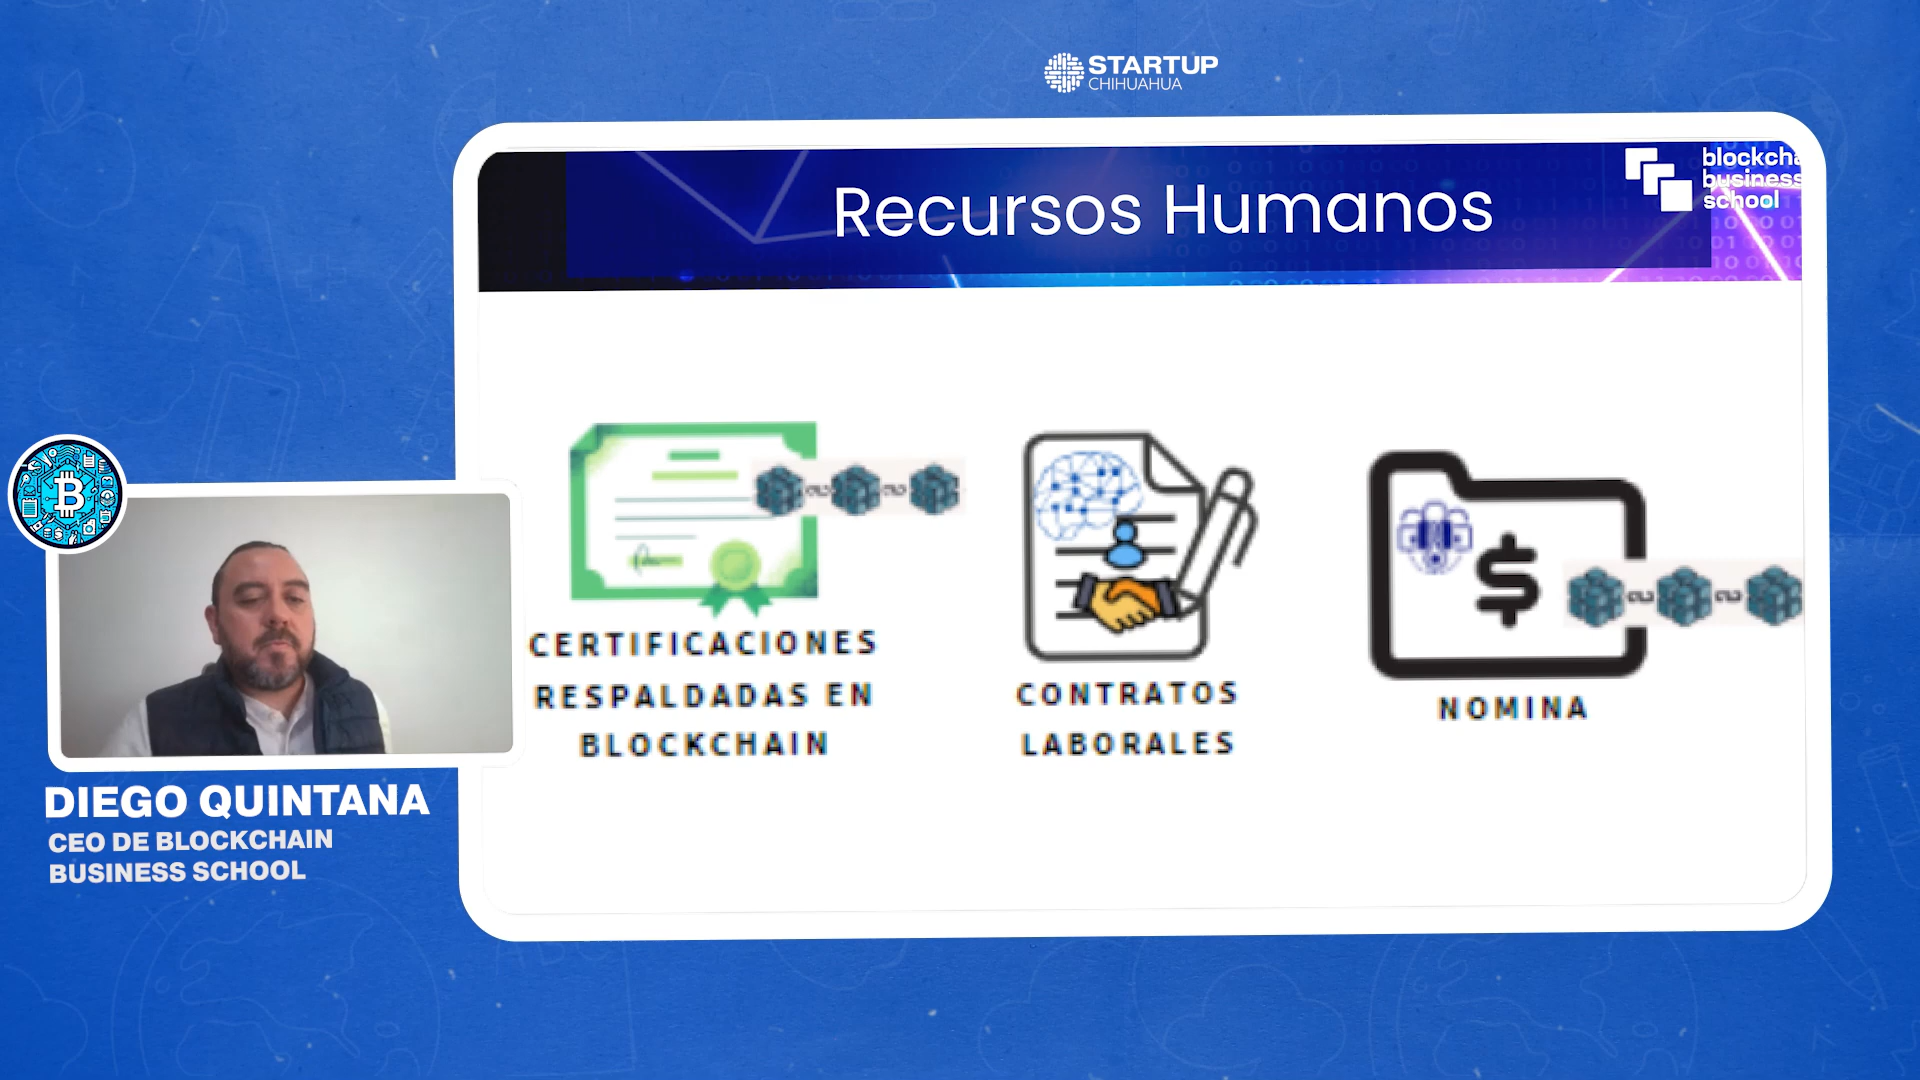 STARTUP
CHIHUAHUA
Recursos Humanos
business
school
CERTIFICACIONES
RESPALDADAS EN
BLOCKCHAIN
CONTRATOS
LABORALES
NOMINA
DIEGO QUINTANA
CEO DE BLOCKCHAIN
BUSINESS SCHOOL